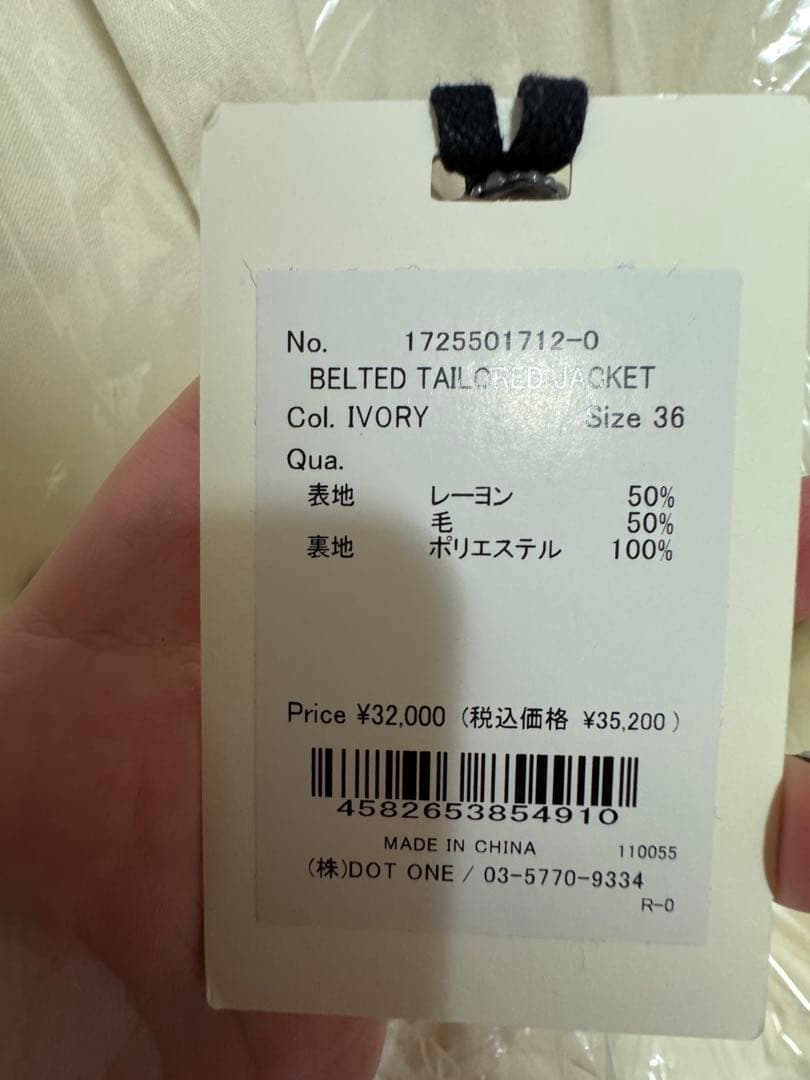 No. 1725501712-0
BELTED TAILORED JACKET
Col. IVORY Size 36
Qua.
表地 レーヨン 50%
毛 50%
裏地 ポリエステル 100%
Price ¥32,000 (税込価格 ¥35,200)
4582653854910
MADE IN CHINA 110055
(株)DOT ONE / 03-5770-9334
R-0